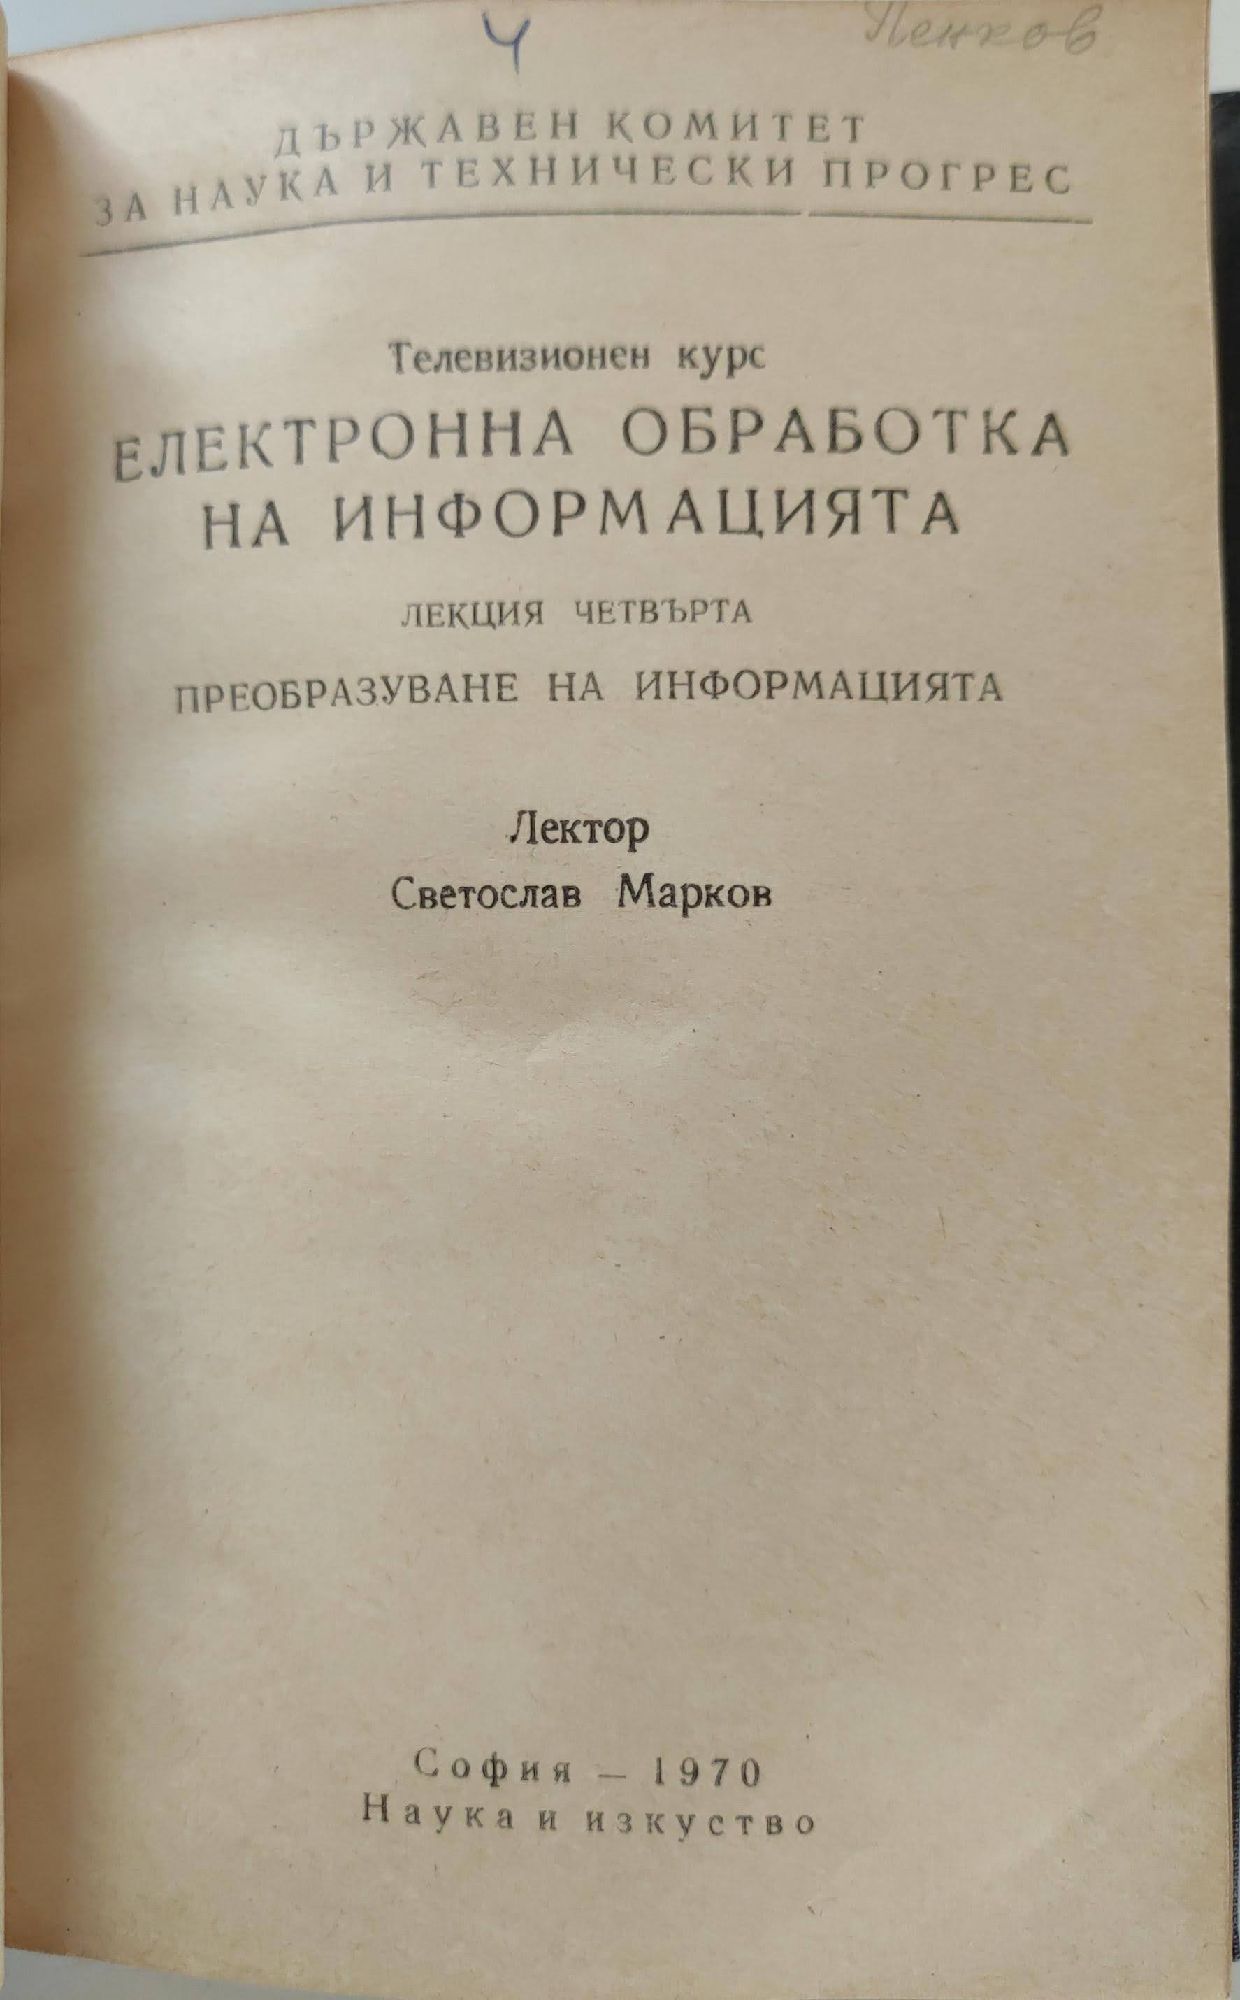 4
Пенков
ДЪРЖАВЕН КОМИТЕТ
ЗА НАУКА И ТЕХНИЧЕСКИ ПРОГРЕС
Телевизионен курс
ЕЛЕКТРОННА ОБРАБОТКА
НА ИНФОРМАЦИЯТА
ЛЕКЦИЯ ЧЕТВЪРТА
ПРЕОБРАЗУВАНЕ НА ИНФОРМАЦИЯТА
Лектор
Светослав Марков
София — 1970
Наука и изкуство